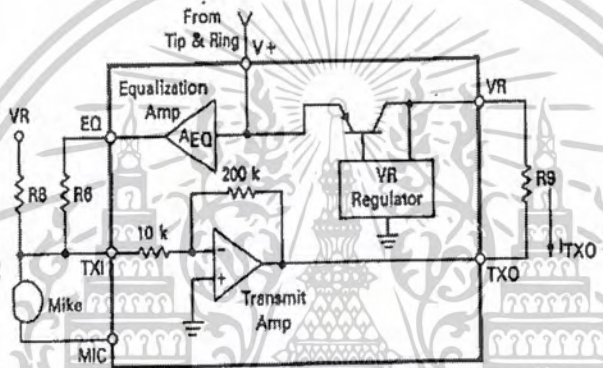 From
Tip & Ring
V+
Equalization
Amp
VR
EQ
AEQ
VR
R8
R6
200 k
VR
Regulator
R9
10 k
TXI
ITXO
TXO
Mike
Transmit
Amp
MIC